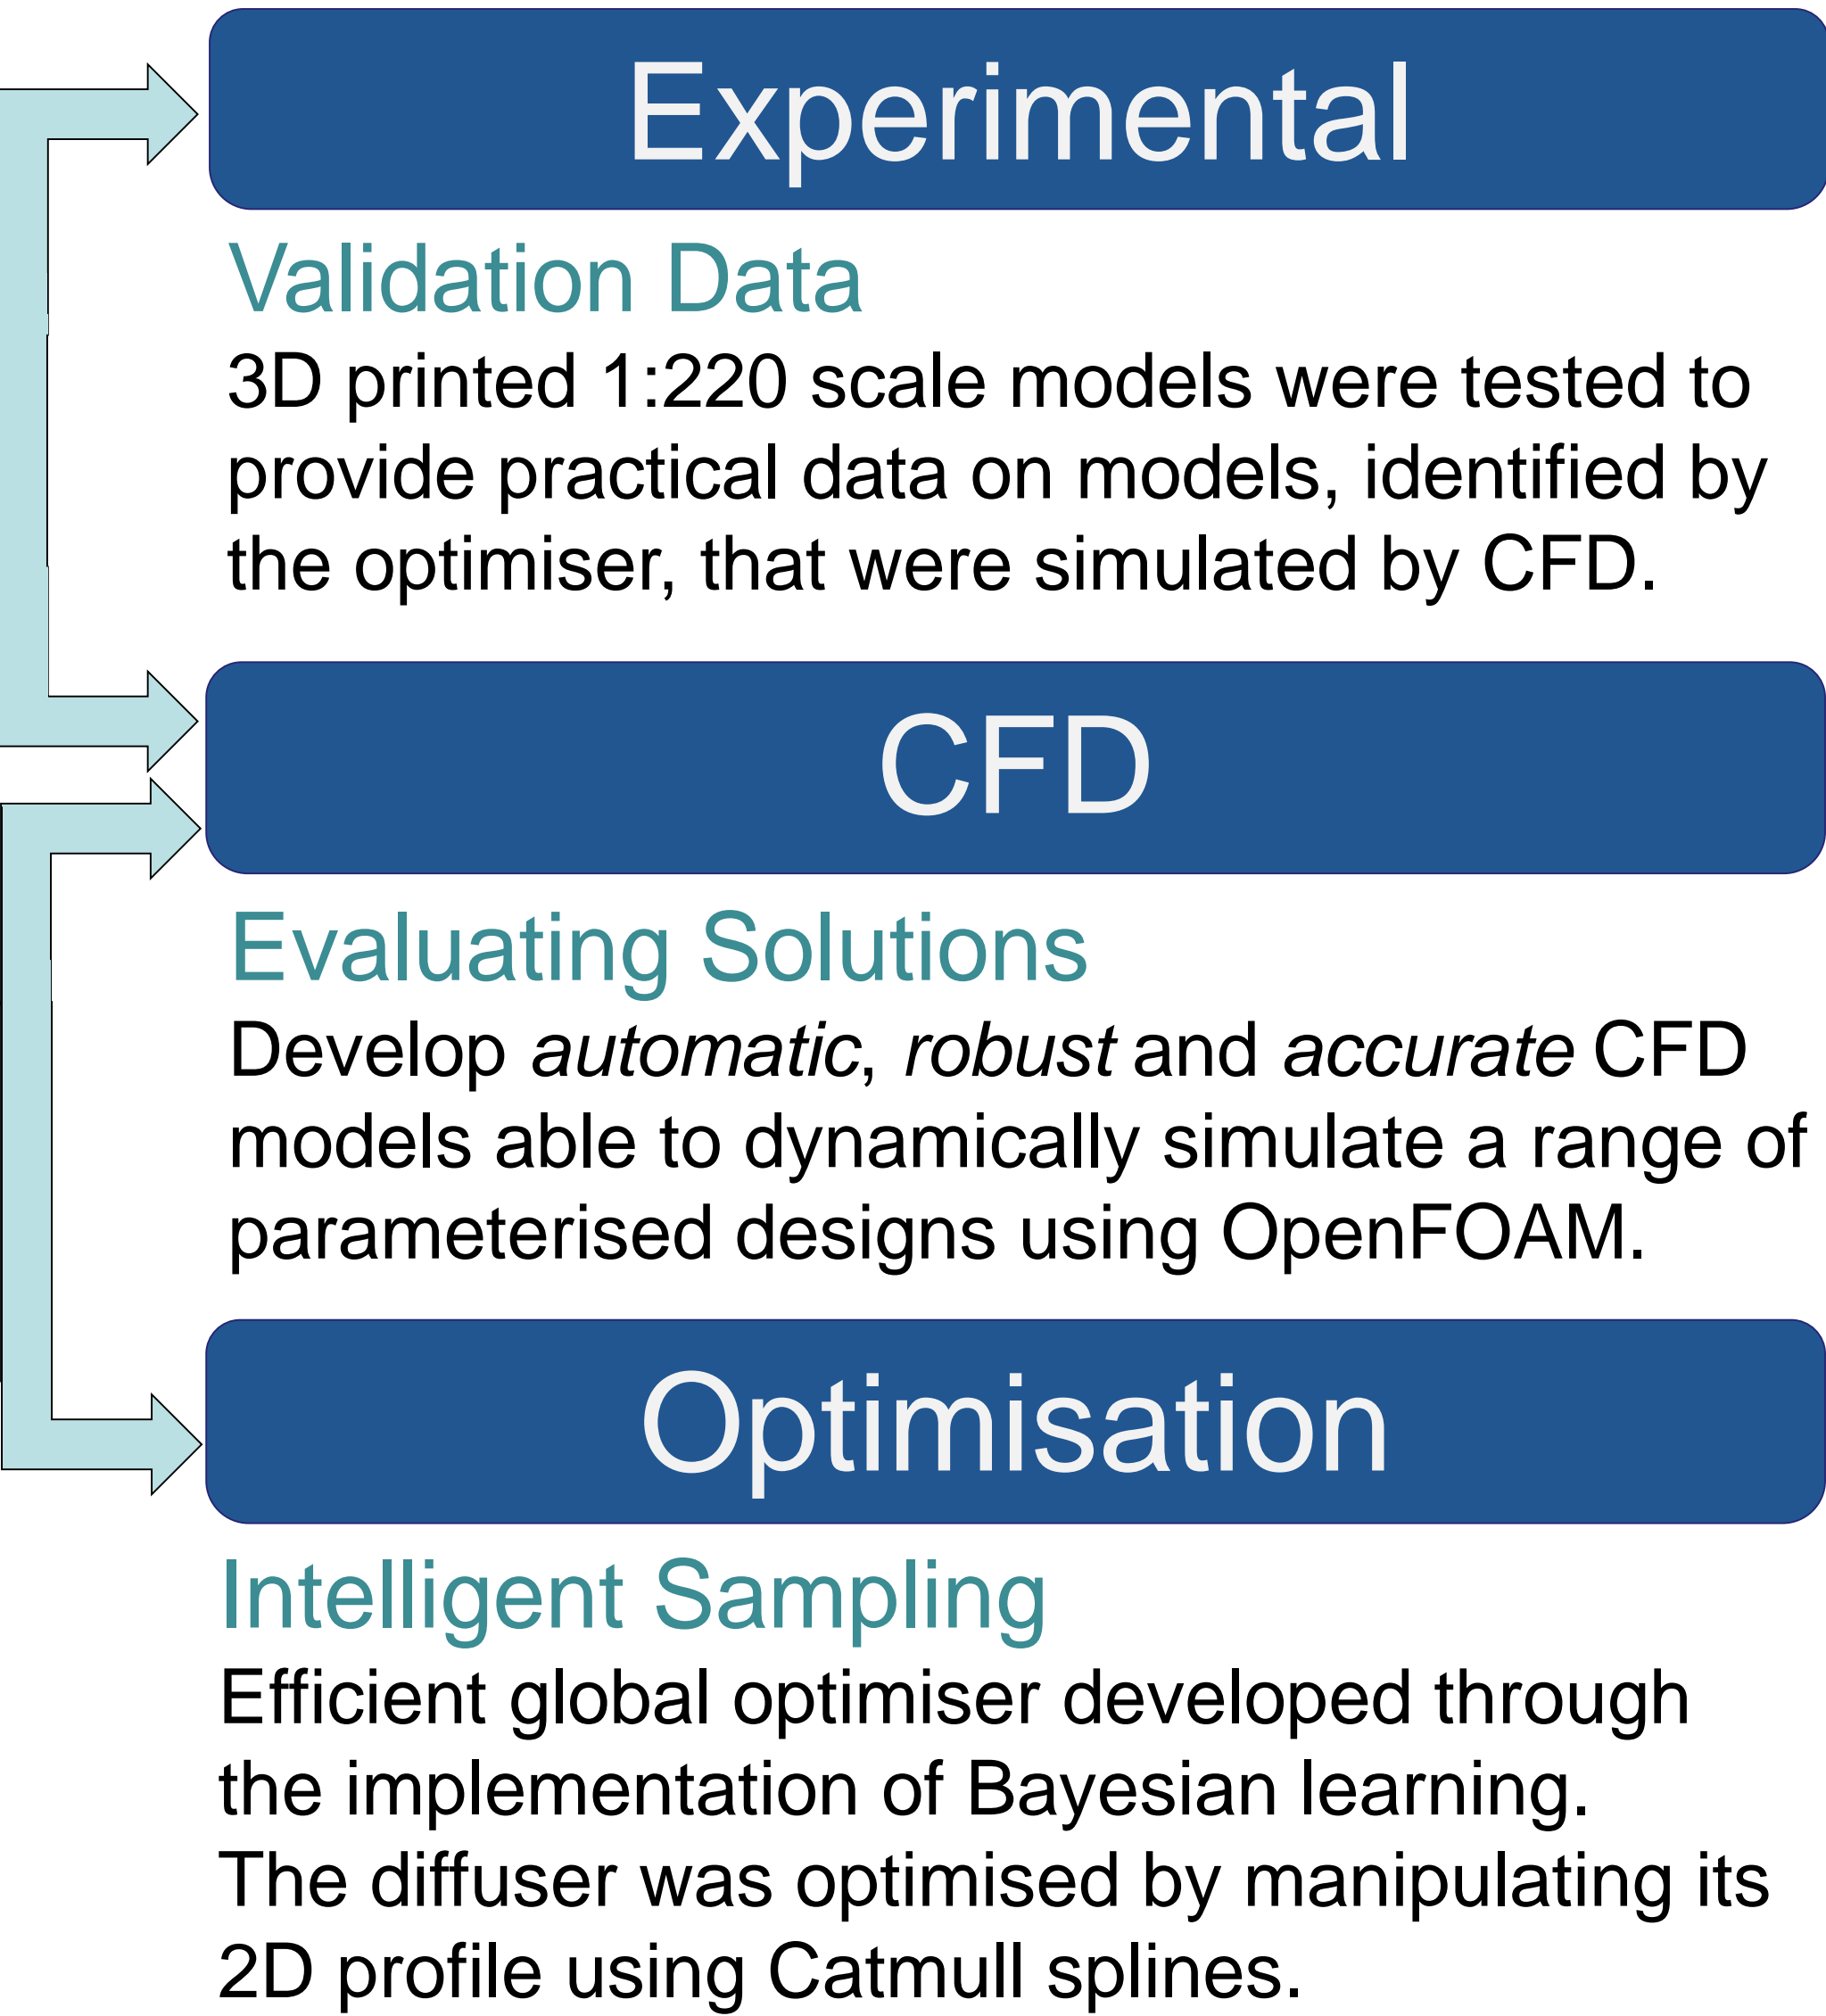 Experimental
Validation Data
3D printed 1:220 scale models were tested to
provide practical data on models, identified by
the optimiser, that were simulated by CFD.
CFD
Evaluating Solutions
Develop automatic, robust and accurate CFD
models able to dynamically simulate a range of
parameterised designs using OpenFOAM.
Optimisation
Intelligent Sampling
Efficient global optimiser developed through
the implementation of Bayesian learning.
The diffuser was optimised by manipulating its
2D profile using Catmull splines.